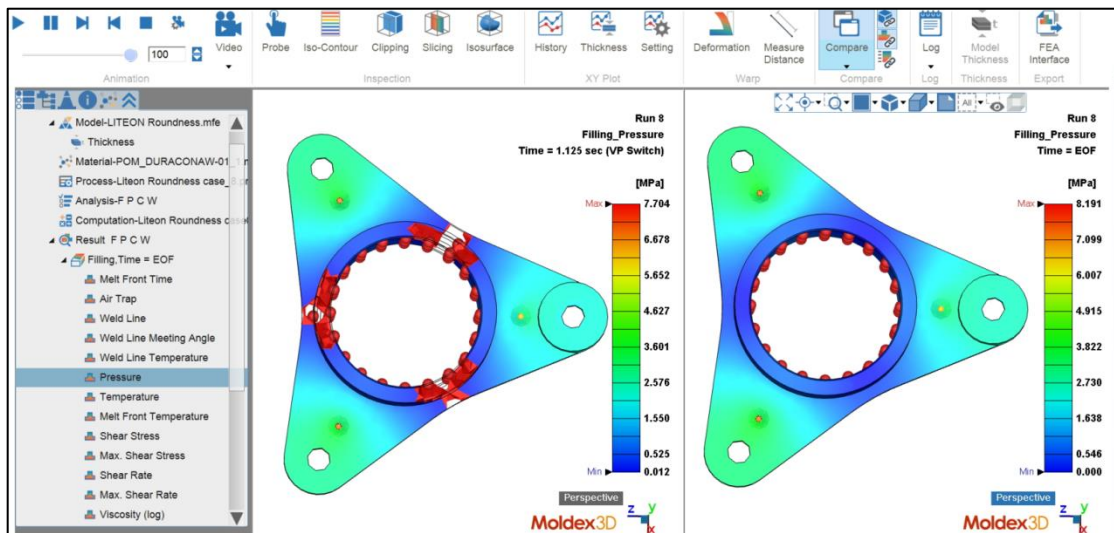 100
Video
Probe
Iso-Contour
Clipping
Slicing
Isosurface
History
Thickness
Setting
Deformation
Measure
Distance
Compare
Log
Model
Thickness
FEA
Interface
Animation
Inspection
XY Plot
Warp
Compare
Log
Thickness
Export
All
Model-LITEON Roundness.mfe
Thickness
Material-POM_DURACONAW-01_1.
Process-Liteon Roundness case_8
Analysis-F P C W
Computation-Liteon Roundness case
Result F P C W
Filling,Time = EOF
Melt Front Time
Air Trap
Weld Line
Weld Line Meeting Angle
Weld Line Temperature
Pressure
Temperature
Melt Front Temperature
Shear Stress
Max. Shear Stress
Shear Rate
Max. Shear Rate
Viscosity (log)
Run 8
Filling_Pressure
Time = 1.125 sec (VP Switch)
[MPa]
Max 7.704
6.678
5.652
4.627
3.601
2.576
1.550
0.525
Min 0.012
Perspective
Moldex3D
z y
x
Run 8
Filling_Pressure
Time = EOF
[MPa]
Max 8.191
7.099
6.007
4.915
3.822
2.730
1.638
0.546
Min 0.000
Perspective
Moldex3D
z y
x